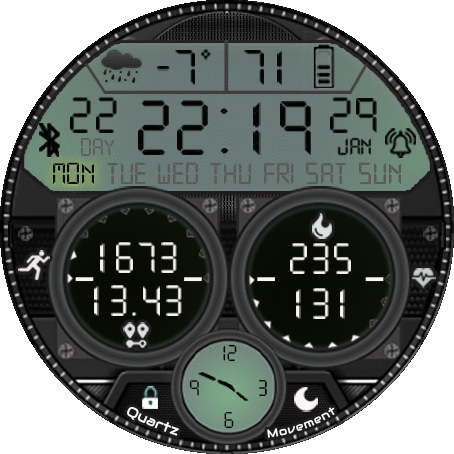 -7° 71
22 22:19 29
DAY JAN
MON TUE WED THU FRI SAT SUN
1673 235
13.43 131
12
9 3
6
Quartz Movement